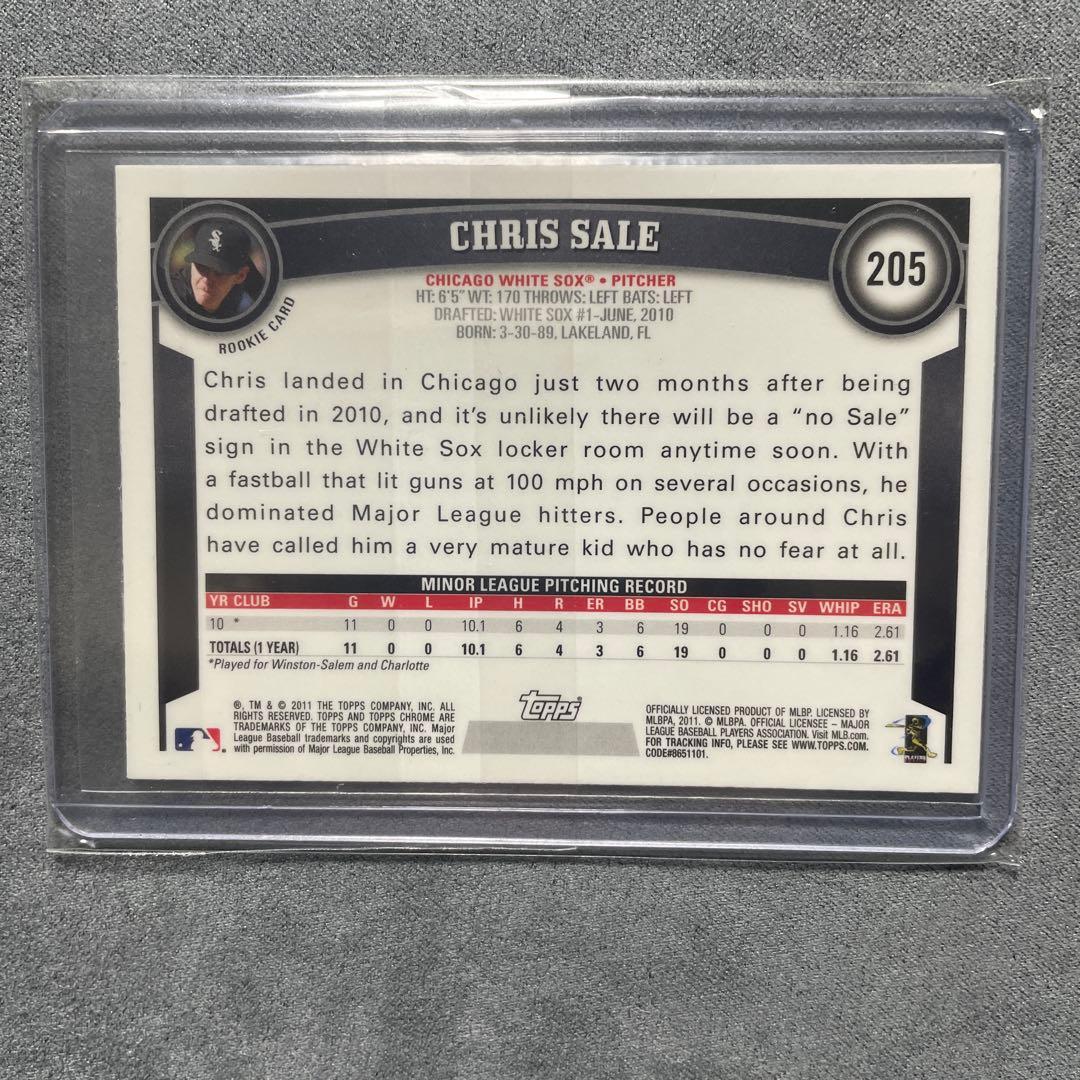 CHRIS SALE
205
ROOKIE CARD
CHICAGO WHITE SOX® • PITCHER
HT: 6'5" WT: 170 THROWS: LEFT BATS: LEFT
DRAFTED: WHITE SOX #1-JUNE, 2010
BORN: 3-30-89, LAKELAND, FL
Chris landed in Chicago just two months after being
drafted in 2010, and it's unlikely there will be a "no Sale"
sign in the White Sox locker room anytime soon. With
a fastball that lit guns at 100 mph on several occasions, he
dominated Major League hitters. People around Chris
have called him a very mature kid who has no fear at all.
MINOR LEAGUE PITCHING RECORD
YR CLUB G W L IP H R ER BB SO CG SHO SV WHIP ERA
10 * 11 0 0 10.1 6 4 3 6 19 0 0 0 1.16 2.61
TOTALS (1 YEAR) 11 0 0 10.1 6 4 3 6 19 0 0 0 1.16 2.61
*Played for Winston-Salem and Charlotte
®, TM & © 2011 THE TOPPS COMPANY, INC. ALL
RIGHTS RESERVED. TOPPS AND TOPPS CHROME ARE
TRADEMARKS OF THE TOPPS COMPANY, INC. Major
League Baseball trademarks and copyrights are used
with permission of Major League Baseball Properties, Inc.
Topps
OFFICIALLY LICENSED PRODUCT OF MLBP. LICENSED BY
MLBPA, 2011. © MLBPA. OFFICIAL LICENSEE – MAJOR
LEAGUE BASEBALL PLAYERS ASSOCIATION. Visit MLB.com.
FOR TRACKING INFO, PLEASE SEE WWW.TOPPS.COM.
CODE#8651101.
PLAYERS